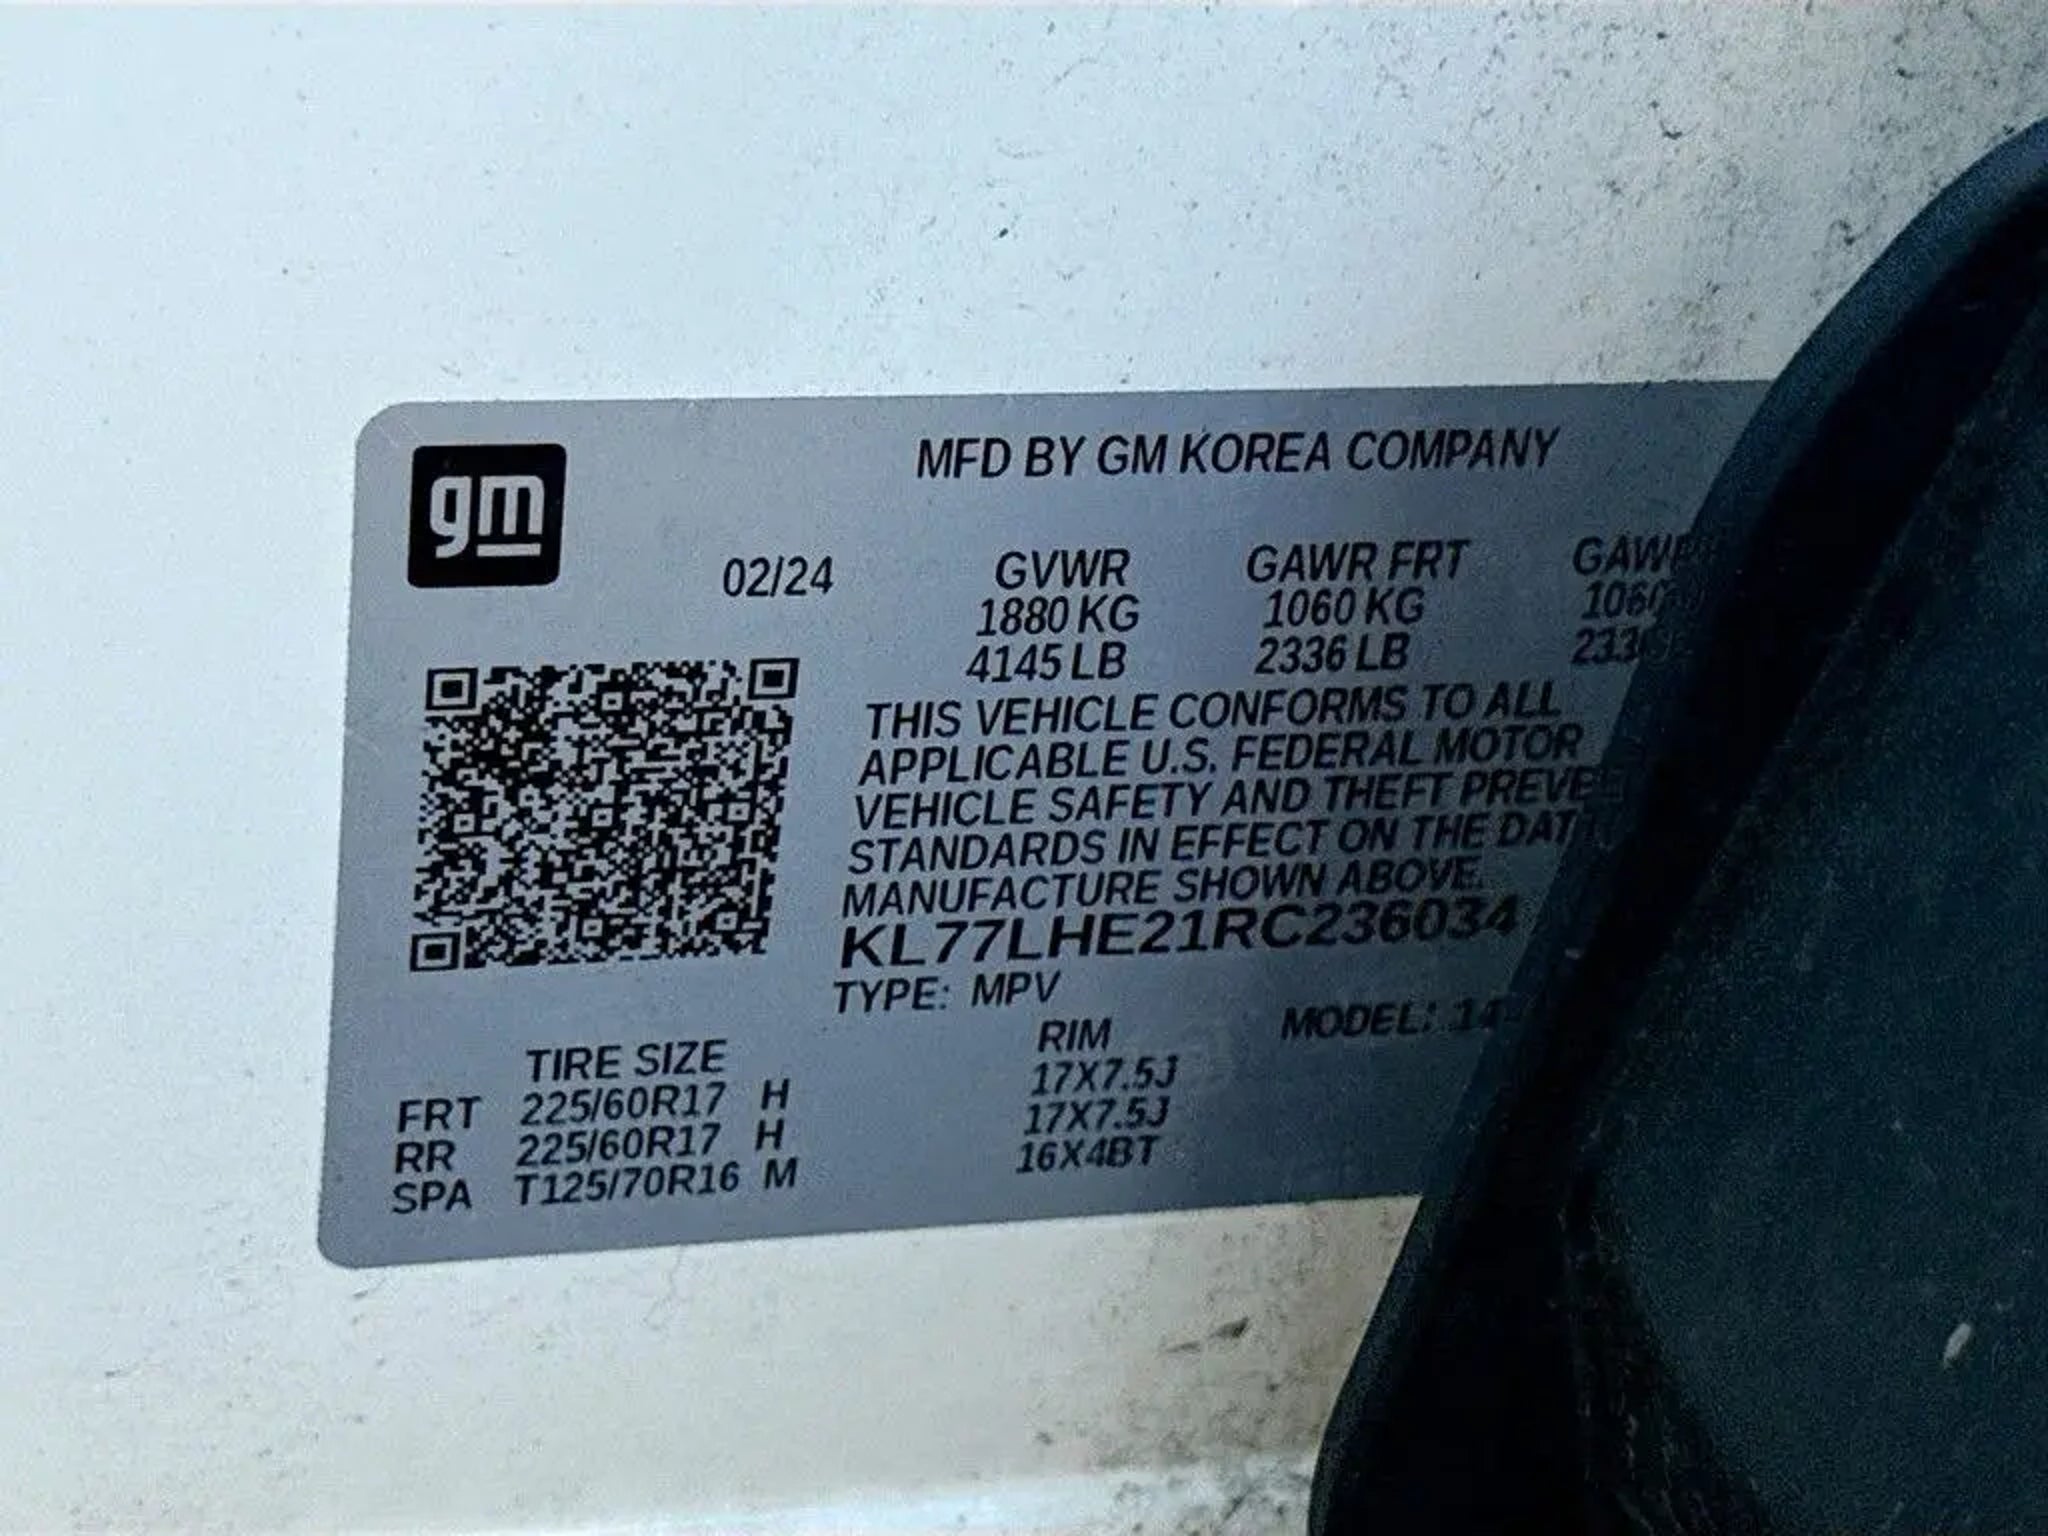 gm
MFD BY GM KOREA COMPANY
02/24 GVWR GAWR FRT
1880 KG 1060 KG
4145 LB 2336 LB
THIS VEHICLE CONFORMS TO ALL
APPLICABLE U.S. FEDERAL MOTOR
VEHICLE SAFETY AND THEFT
STANDARDS IN EFFECT ON THE
MANUFACTURE SHOWN ABOVE.
KL77LHE21RC236034
TYPE: MPV
MODEL:
TIRE SIZE RIM
FRT 225/60R17 H 17X7.5J
RR 225/60R17 H 17X7.5J
SPA T125/70R16 M 16X4BT